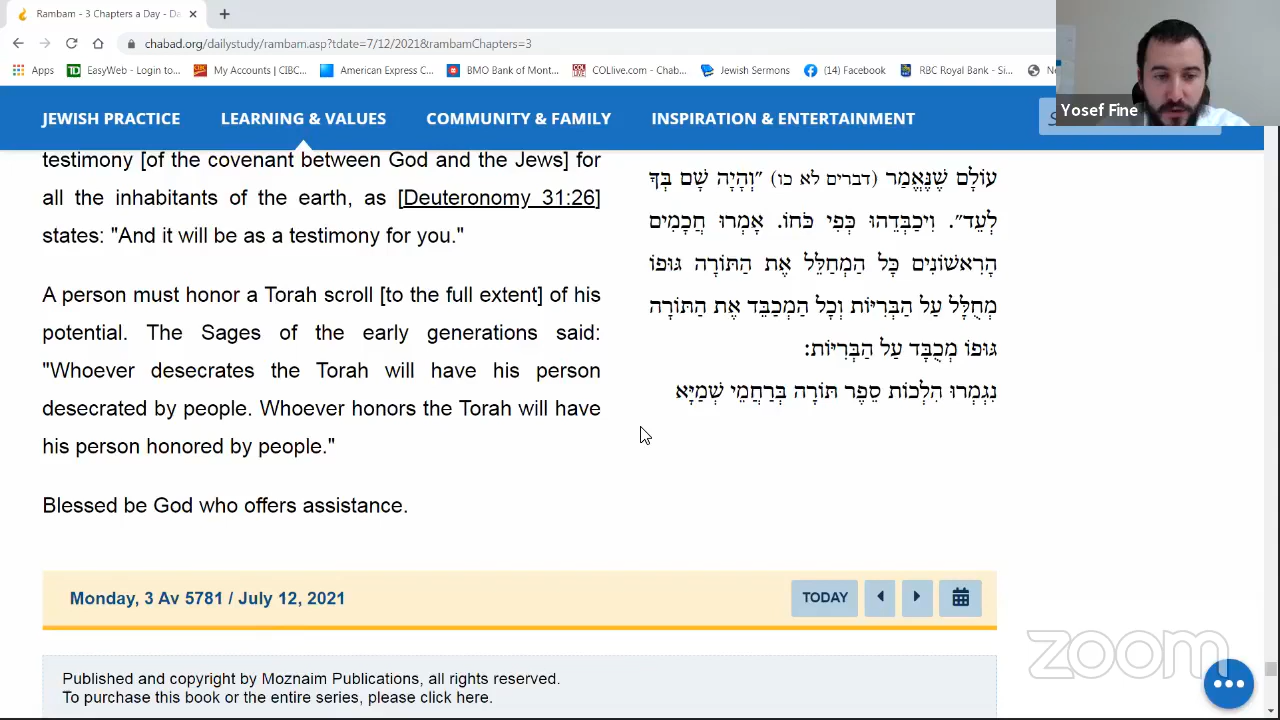 Rambam - 3 Chapters a Day - Da
chabad.org/dailystudy/rambam.asp?tdate=7/12/2021&rambamChapters=3
Apps EasyWeb - Login to... My Accounts | CIBC... American Express C... BMO Bank of Mont... COLlive.com - Chab... Jewish Sermons (14) Facebook RBC Royal Bank - Si...
Yosef Fine
JEWISH PRACTICE LEARNING & VALUES COMMUNITY & FAMILY INSPIRATION & ENTERTAINMENT
testimony [of the covenant between God and the Jews] for
all the inhabitants of the earth, as [Deuteronomy 31:26]
states: "And it will be as a testimony for you."
A person must honor a Torah scroll [to the full extent] of his
potential. The Sages of the early generations said:
"Whoever desecrates the Torah will have his person
desecrated by people. Whoever honors the Torah will have
his person honored by people."
Blessed be God who offers assistance.
עוֹלָם שֶׁנֶּאֱמַר (דברים לא כו) "וְהָיָה שָׁם בְּךָ
לְעֵד". וִיכַבְּדֵהוּ כְּפִי כֹּחוֹ. אָמְרוּ חֲכָמִים
הָרִאשׁוֹנִים כָּל הַמְחַלֵּל אֶת הַתּוֹרָה גּוּפוֹ
מְחֻלָּל עַל הַבְּרִיּוֹת וְכָל הַמְכַבֵּד אֶת הַתּוֹרָה
גּוּפוֹ מְכֻבָּד עַל הַבְּרִיּוֹת:
נִגְמְרוּ הִלְכוֹת סֵפֶר תּוֹרָה בְּרַחֲמֵי שְׁמַיָּא
Monday, 3 Av 5781 / July 12, 2021 TODAY
Published and copyright by Moznaim Publications, all rights reserved.
To purchase this book or the entire series, please click here.
zoom